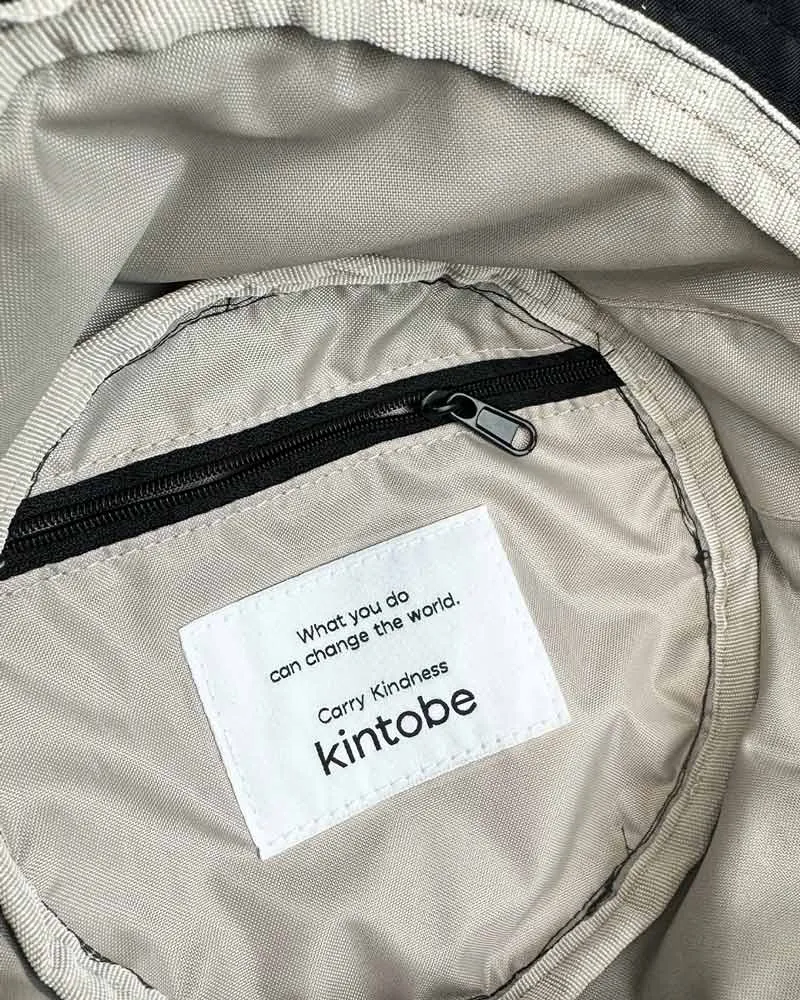 What you do
can change the world.
Carry Kindness
kintobe